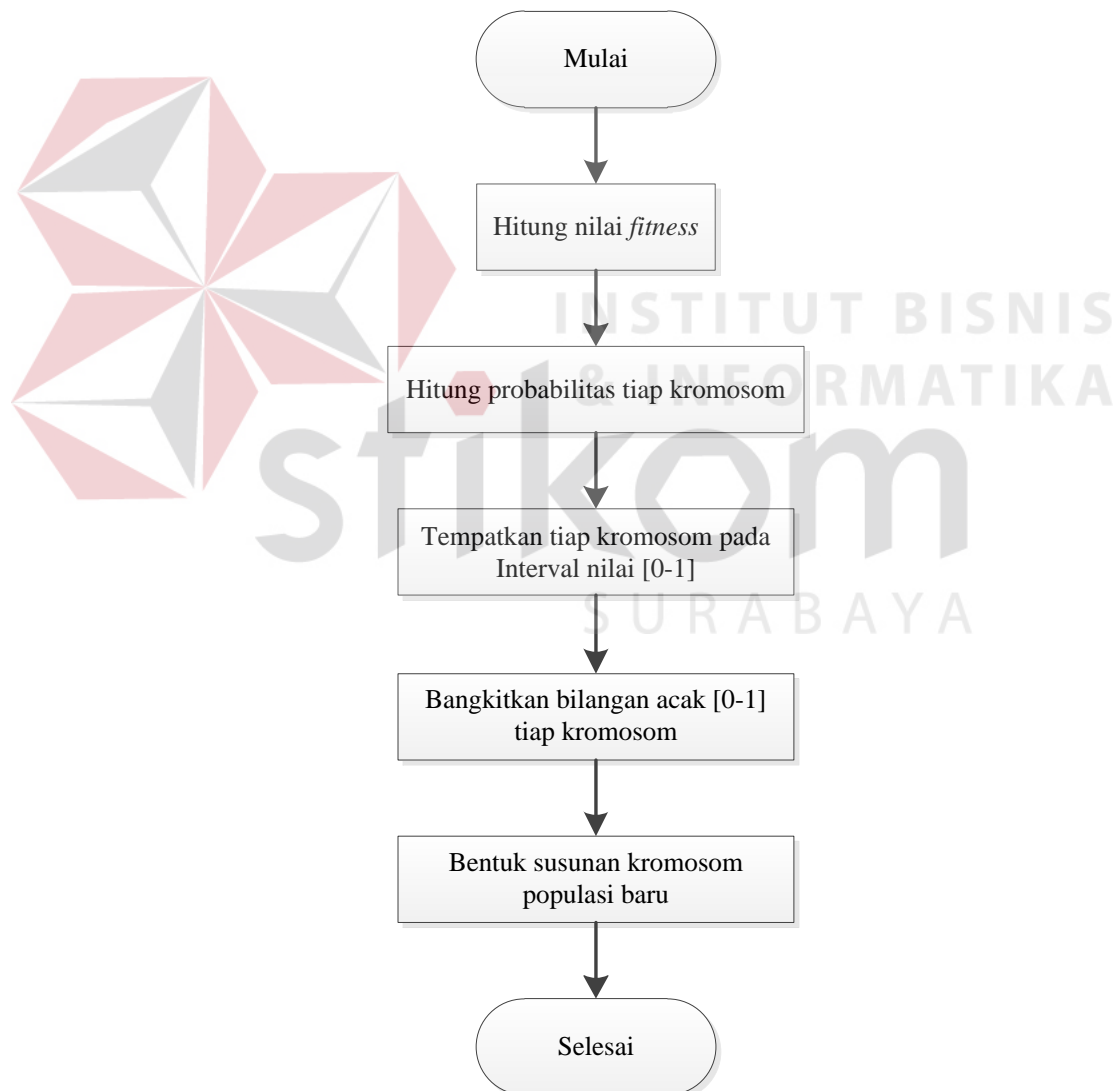 Mulai
Hitung nilai fitness
INSTITUT BISNIS
& INFORMATIKA
Hitung probabilitas tiap kromosom
stikom
Tempatkan tiap kromosom pada
Interval nilai [0-1]
SURABAYA
Bangkitkan bilangan acak [0-1]
tiap kromosom
Bentuk susunan kromosom
populasi baru
Selesai